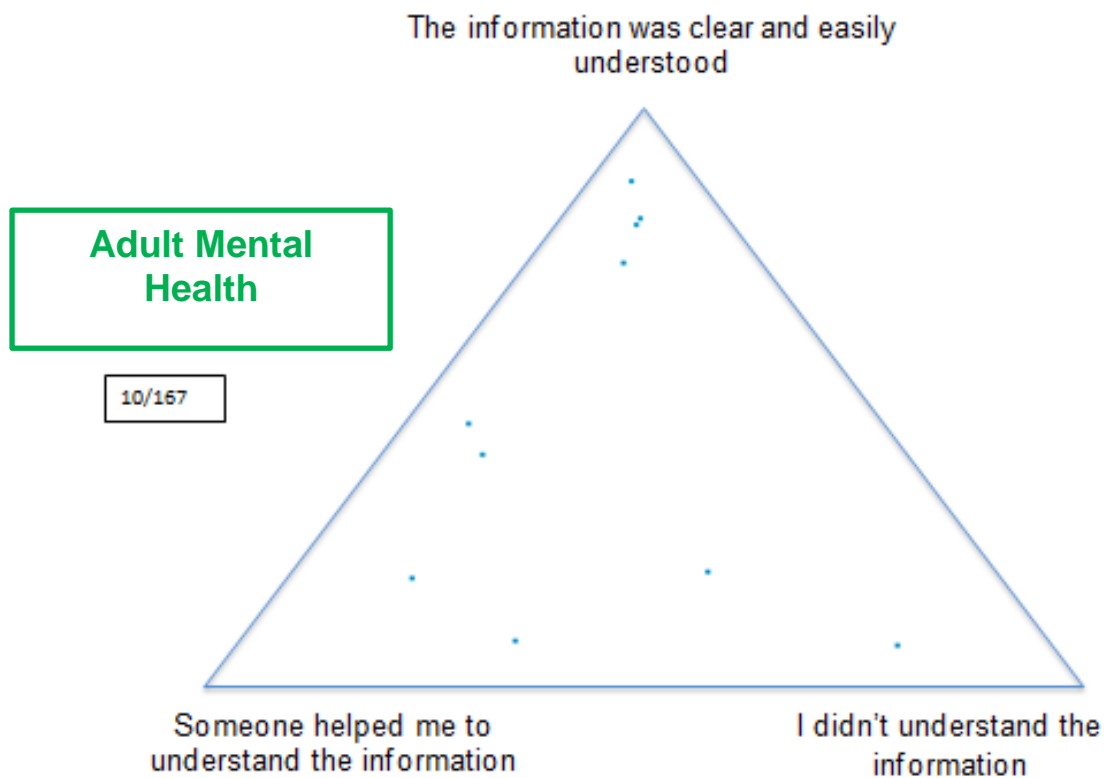 The information was clear and easily
understood
Adult Mental
Health
10/167
Someone helped me to
understand the information
I didn't understand the
information